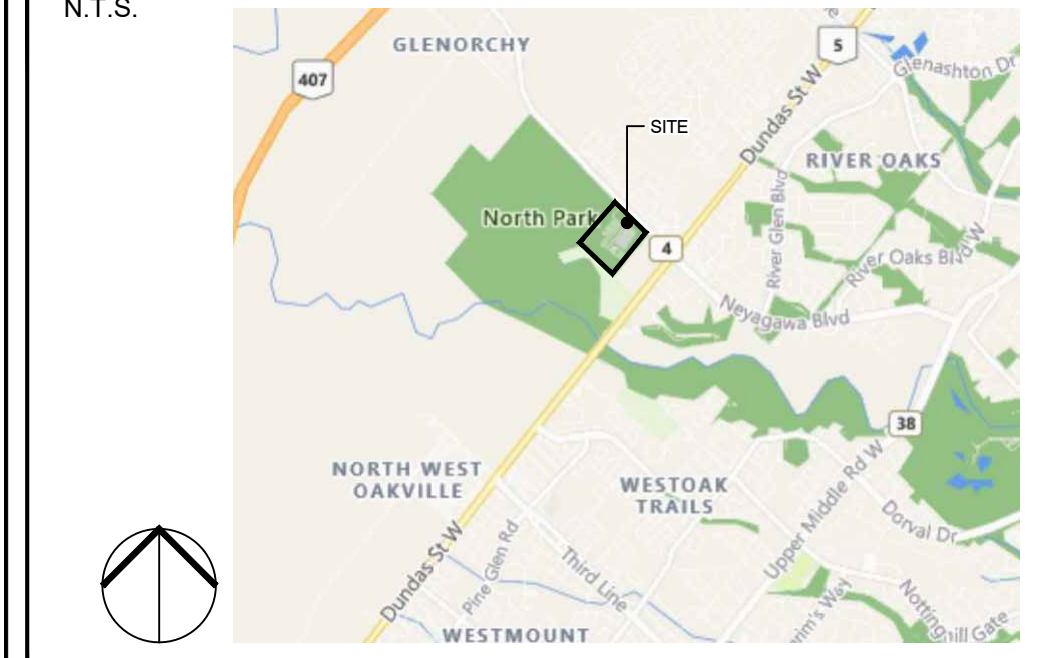 N.T.S.
GLENORCHY
5
407
Glenashton Dr
Dundas St W
SITE
RIVER OAKS
North Park
4
River Glen Blvd
River Oaks Blvd W
Neyagawa Blvd
38
NORTH WEST
OAKVILLE
WESTOAK
TRAILS
Upper Middle Rd W
Dorval Dr
Dundas St W
Pine Glen Rd
Third Line
Nottinghill Gate
WESTMOUNT